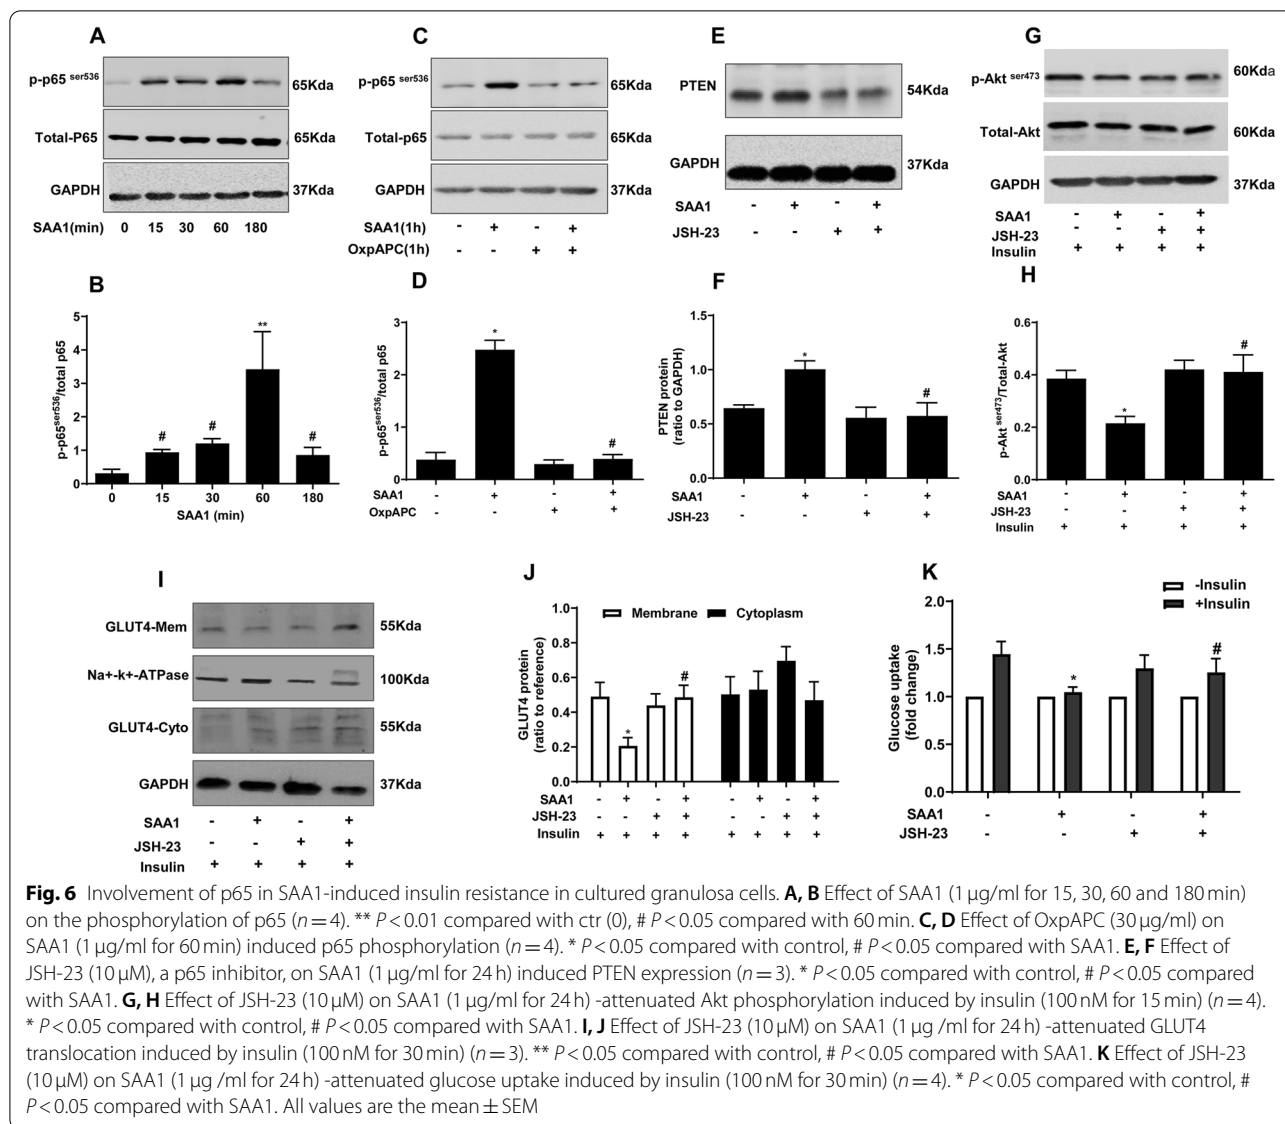 A
p-p65 ser536
65Kda
Total-P65
65Kda
GAPDH
37Kda
SAA1(min) 0 15 30 60 180
C
p-p65 ser536
65Kda
Total-p65
65Kda
GAPDH
37Kda
SAA1(1h) - + - +
OxpAPC(1h) - - + +
E
PTEN
54Kda
GAPDH
37Kda
SAA1 - + - +
JSH-23 - - + +
G
p-Akt ser473
60Kda
Total-Akt
60Kda
GAPDH
37Kda
SAA1 - + - +
JSH-23 - - + +
Insulin + + + +
B
p-p65ser536/total p65
5
4
3
2
1
0
#
#
**
#
0 15 30 60 180
SAA1 (min)
D
p-p65ser536/total p65
3
2
1
0
*
#
SAA1 - + - +
OxpAPC - - + +
F
PTEN protein
(ratio to GAPDH)
1.5
1.0
0.5
0.0
*
#
SAA1 - + - +
JSH-23 - - + +
H
p-Akt ser473/Total-Akt
0.6
0.4
0.2
0.0
*
#
SAA1 - + - +
JSH-23 - - + +
Insulin + + + +
I
GLUT4-Mem
55Kda
Na+-k+-ATPase
100Kda
GLUT4-Cyto
55Kda
GAPDH
37Kda
SAA1 - + - +
JSH-23 - - + +
Insulin + + + +
J
GLUT4 protein
(ratio to reference)
1.0
0.8
0.6
0.4
0.2
0.0
Membrane Cytoplasm
*
#
SAA1 - + - + - + - +
JSH-23 - - + + - - + +
Insulin + + + + + + + +
K
-Insulin
+Insulin
Glucose uptake
(fold change)
2.0
1.5
1.0
0.5
0.0
*
#
SAA1 - + - +
JSH-23 - - + +
Fig. 6 Involvement of p65 in SAA1-induced insulin resistance in cultured granulosa cells. A, B Effect of SAA1 (1 µg/ml for 15, 30, 60 and 180 min)
on the phosphorylation of p65 (n = 4). ** P < 0.01 compared with ctr (0), # P < 0.05 compared with 60 min. C, D Effect of OxpAPC (30 µg/ml) on
SAA1 (1 µg/ml for 60 min) induced p65 phosphorylation (n = 4). * P < 0.05 compared with control, # P < 0.05 compared with SAA1. E, F Effect of
JSH-23 (10 µM), a p65 inhibitor, on SAA1 (1 µg/ml for 24 h) induced PTEN expression (n = 3). * P < 0.05 compared with control, # P < 0.05 compared
with SAA1. G, H Effect of JSH-23 (10 µM) on SAA1 (1 µg/ml for 24 h) -attenuated Akt phosphorylation induced by insulin (100 nM for 15 min) (n = 4).
* P < 0.05 compared with control, # P < 0.05 compared with SAA1. I, J Effect of JSH-23 (10 µM) on SAA1 (1 µg /ml for 24 h) -attenuated GLUT4
translocation induced by insulin (100 nM for 30 min) (n = 3). ** P < 0.05 compared with control, # P < 0.05 compared with SAA1. K Effect of JSH-23
(10 µM) on SAA1 (1 µg /ml for 24 h) -attenuated glucose uptake induced by insulin (100 nM for 30 min) (n = 4). * P < 0.05 compared with control, #
P < 0.05 compared with SAA1. All values are the mean ± SEM